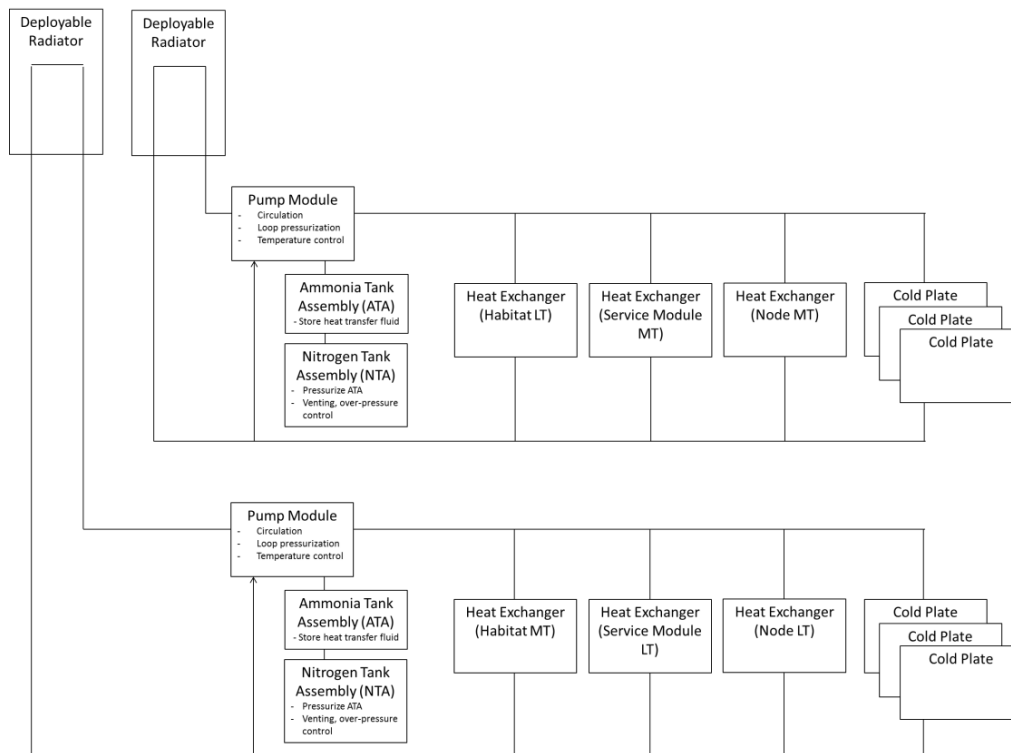 Deployable
Radiator
Deployable
Radiator
Pump Module
- Circulation
- Loop pressurization
- Temperature control
Ammonia Tank
Assembly (ATA)
- Store heat transfer fluid
Nitrogen Tank
Assembly (NTA)
- Pressurize ATA
- Venting, over-pressure
control
Heat Exchanger
(Habitat LT)
Heat Exchanger
(Service Module
MT)
Heat Exchanger
(Node MT)
Cold Plate
Cold Plate
Cold Plate
Pump Module
- Circulation
- Loop pressurization
- Temperature control
Ammonia Tank
Assembly (ATA)
- Store heat transfer fluid
Nitrogen Tank
Assembly (NTA)
- Pressurize ATA
- Venting, over-pressure
control
Heat Exchanger
(Habitat MT)
Heat Exchanger
(Service Module
LT)
Heat Exchanger
(Node LT)
Cold Plate
Cold Plate
Cold Plate